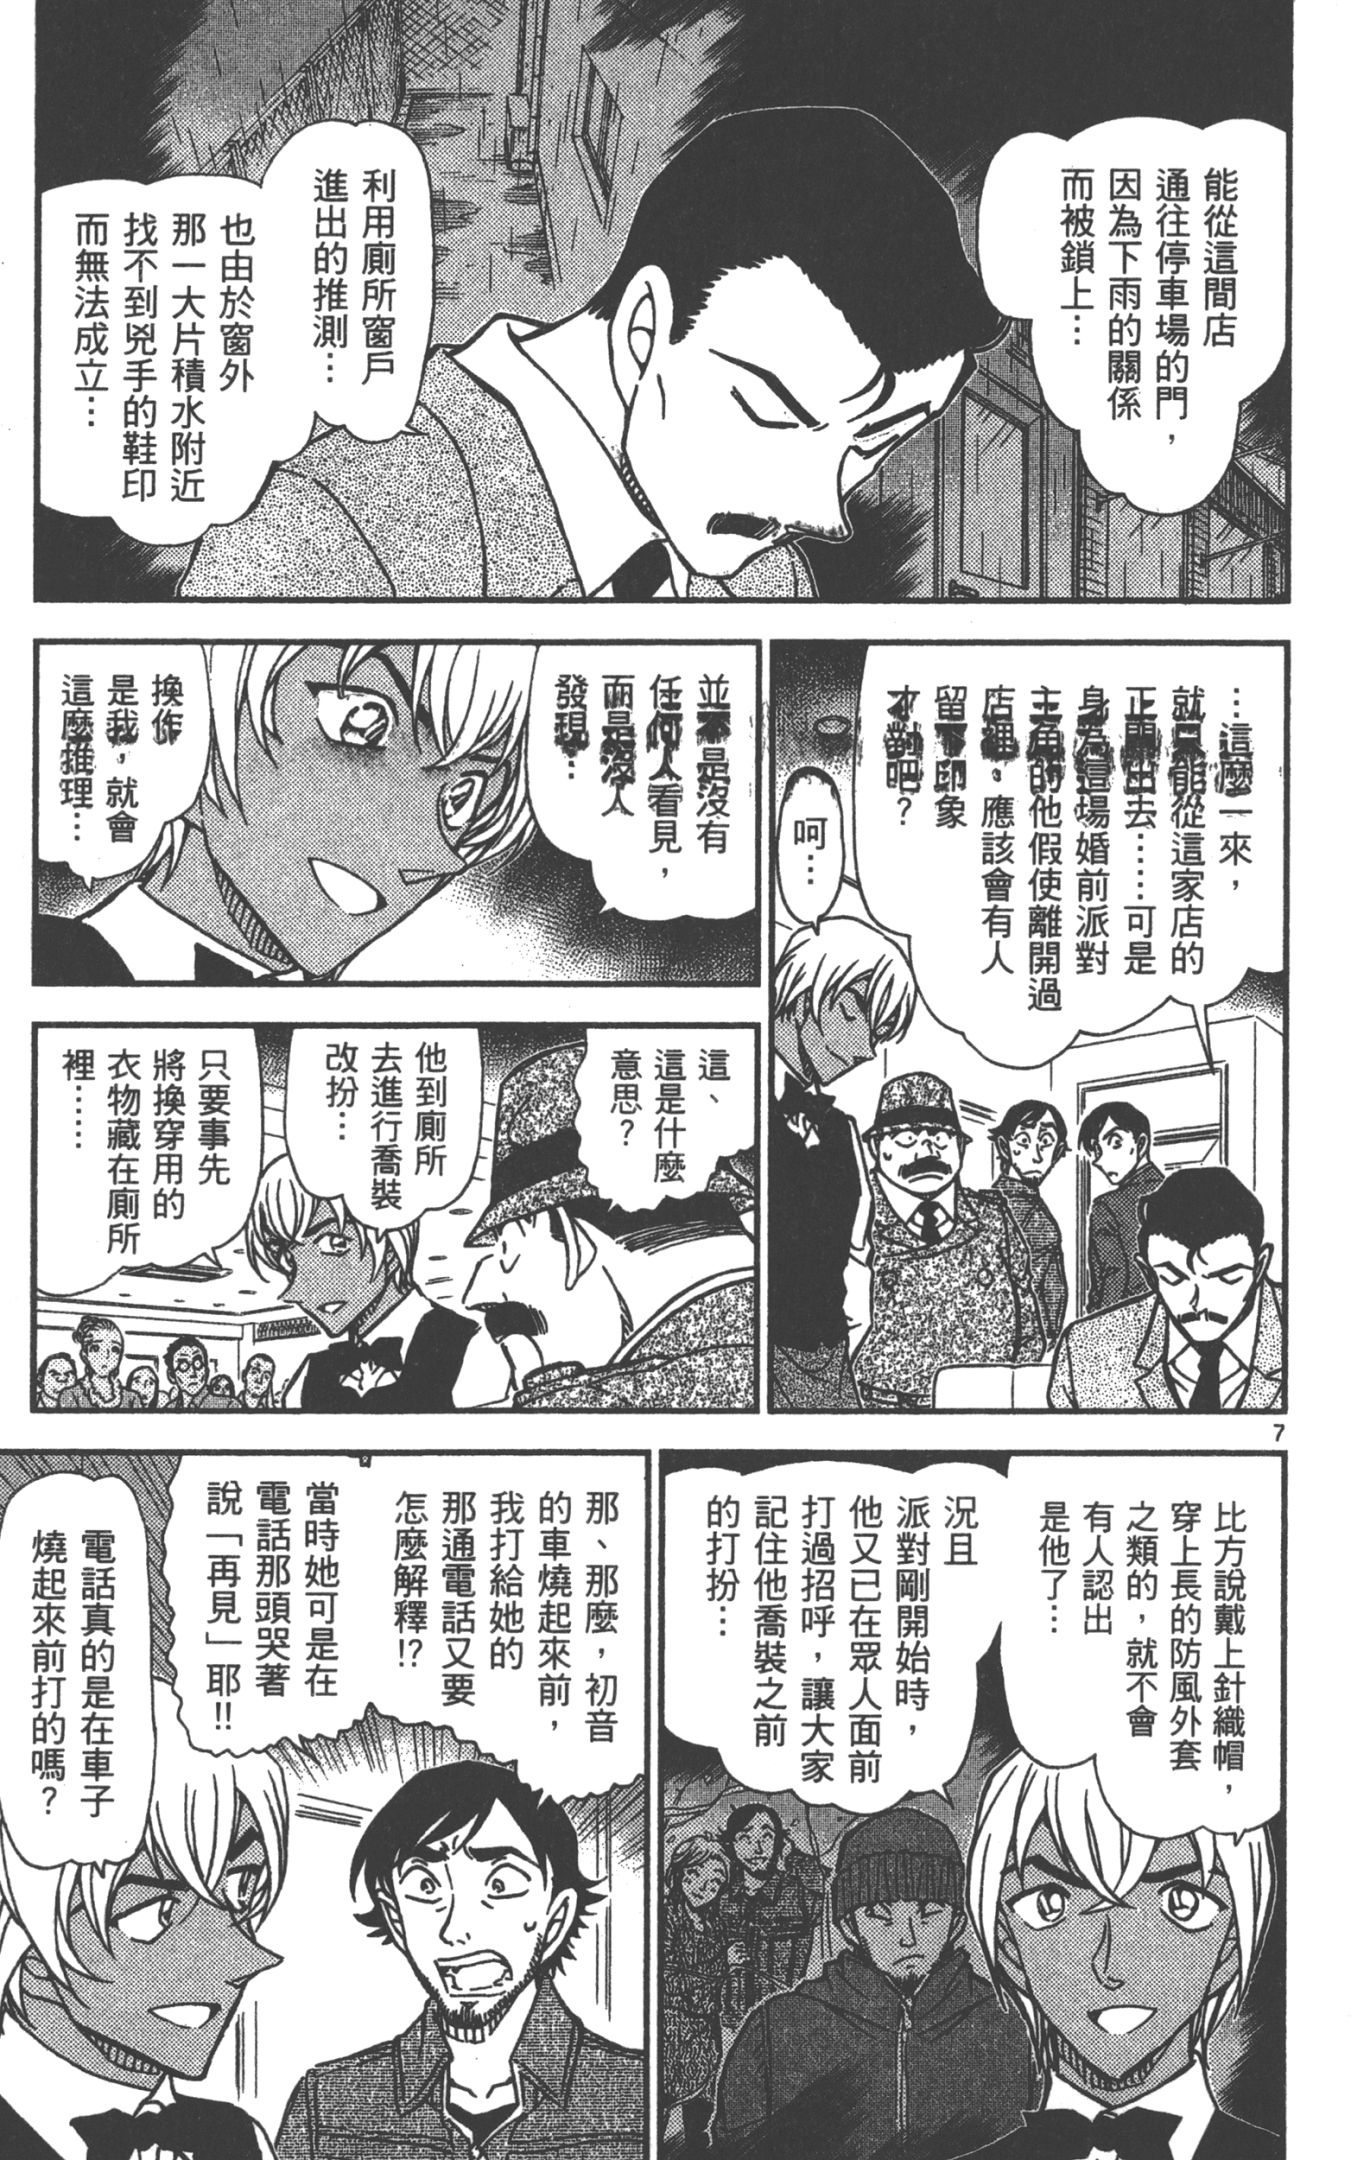 能從這間店
通往停車場的門，
因為下雨的關係
而被鎖上…
利用廁所窗戶
進出的推測…
也由於窗外
那一大片積水附近
找不到兇手的鞋印
而無法成立…
…這麼一來，
就只能從這家店的
正門出去……可是
身為這場婚前派對
主角的他假使離開過
店裡，應該會有人
留下印象
才對吧？
呵…
並不是沒有
任何人看見，
而是沒人
發現…
換作
是我，就會
這麼推理…
這、
這是什麼
意思？
他到廁所
去進行喬裝
改扮…
只要事先
將換穿用的
衣物藏在廁所
裡……
7
比方說戴上針織帽，
穿上長的防風外套
之類的，就不會
有人認出
是他了…
況且
派對剛開始時，
他又已在眾人面前
打過招呼，讓大家
記住他喬裝之前
的打扮…
那、那麼，初音
的車燒起來前，
我打給她的
那通電話又要
怎麼解釋!?
當時她可是在
電話那頭哭著
說「再見」耶!!
電話真的是在車子
燒起來前打的嗎？